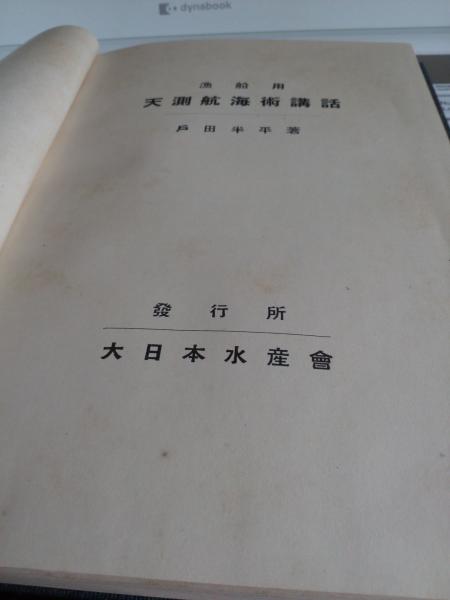 dynabook
漁船用
天測航海術講話
戶田半平著
發行所
大日本水産會